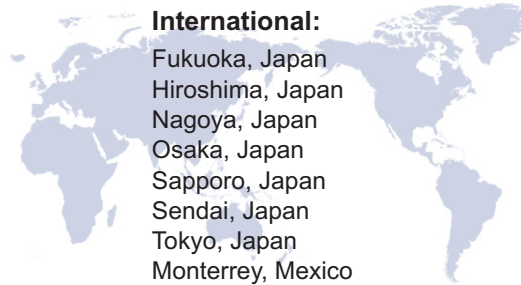 International:
Fukuoka, Japan
Hiroshima, Japan
Nagoya, Japan
Osaka, Japan
Sapporo, Japan
Sendai, Japan
Tokyo, Japan
Monterrey, Mexico